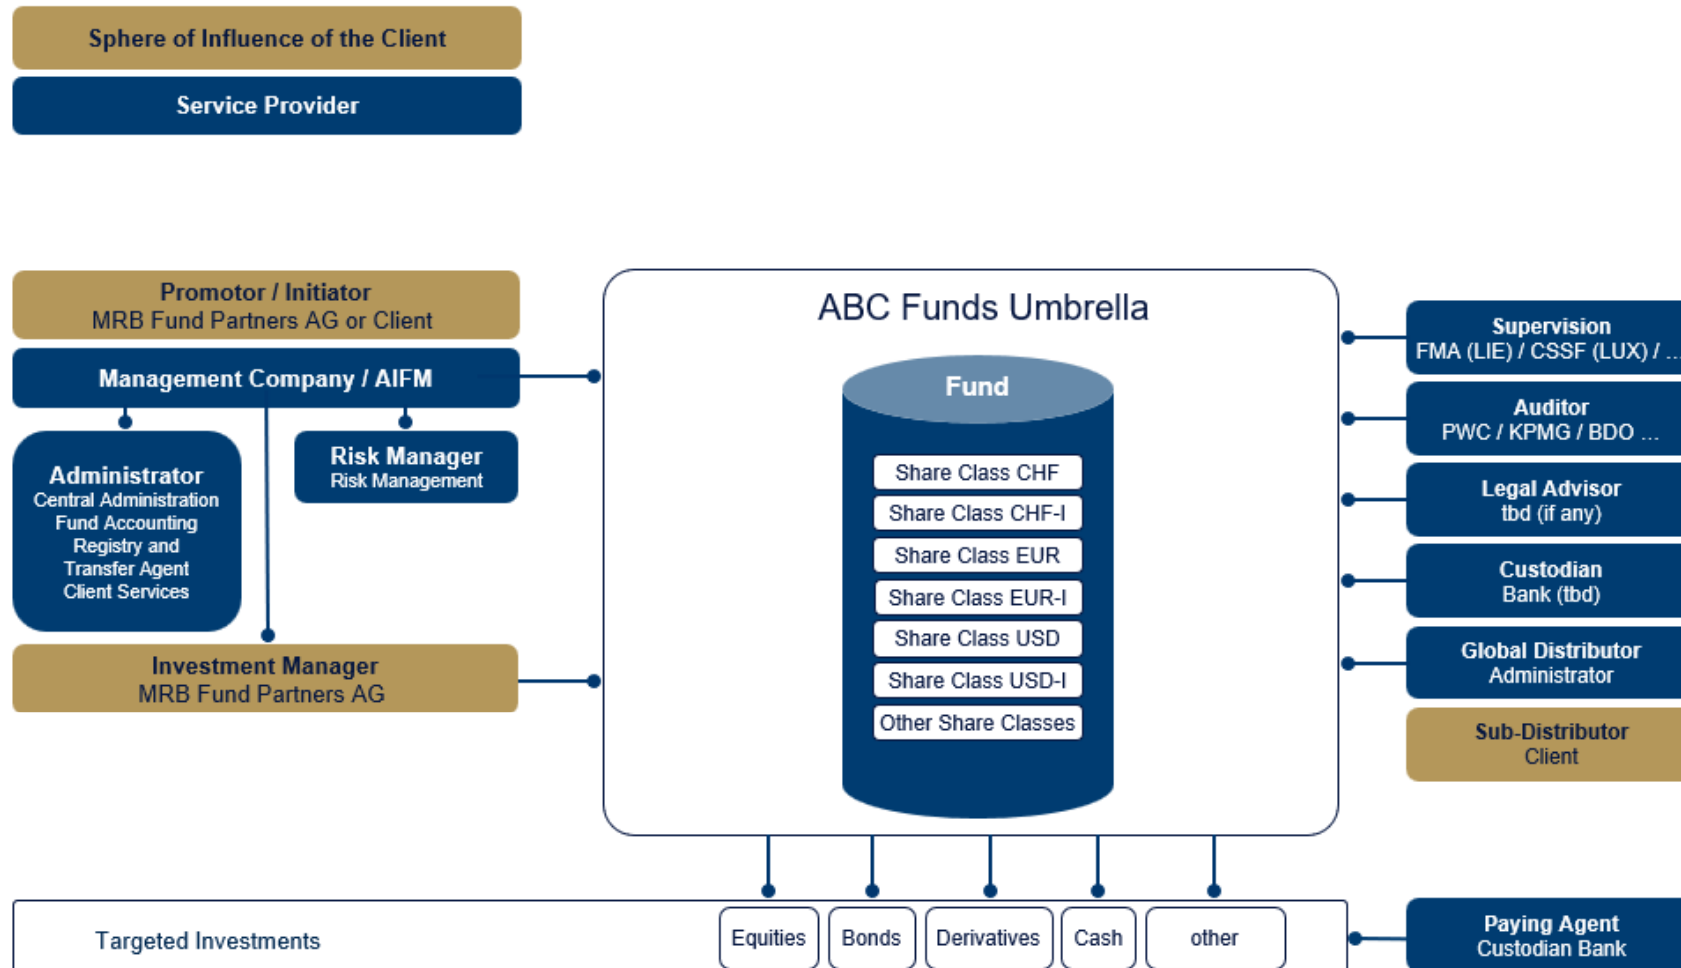 Sphere of Influence of the Client
Service Provider
Promotor / Initiator
MRB Fund Partners AG or Client
Management Company / AIFM
Administrator
Central Administration
Fund Accounting
Registry and
Transfer Agent
Client Services
Risk Manager
Risk Management
Investment Manager
MRB Fund Partners AG
ABC Funds Umbrella
Fund
Share Class CHF
Share Class CHF-I
Share Class EUR
Share Class EUR-I
Share Class USD
Share Class USD-I
Other Share Classes
Supervision
FMA (LIE) / CSSF (LUX) / ...
Auditor
PWC / KPMG / BDO ...
Legal Advisor
tbd (if any)
Custodian
Bank (tbd)
Global Distributor
Administrator
Sub-Distributor
Client
Targeted Investments
Equities
Bonds
Derivatives
Cash
other
Paying Agent
Custodian Bank